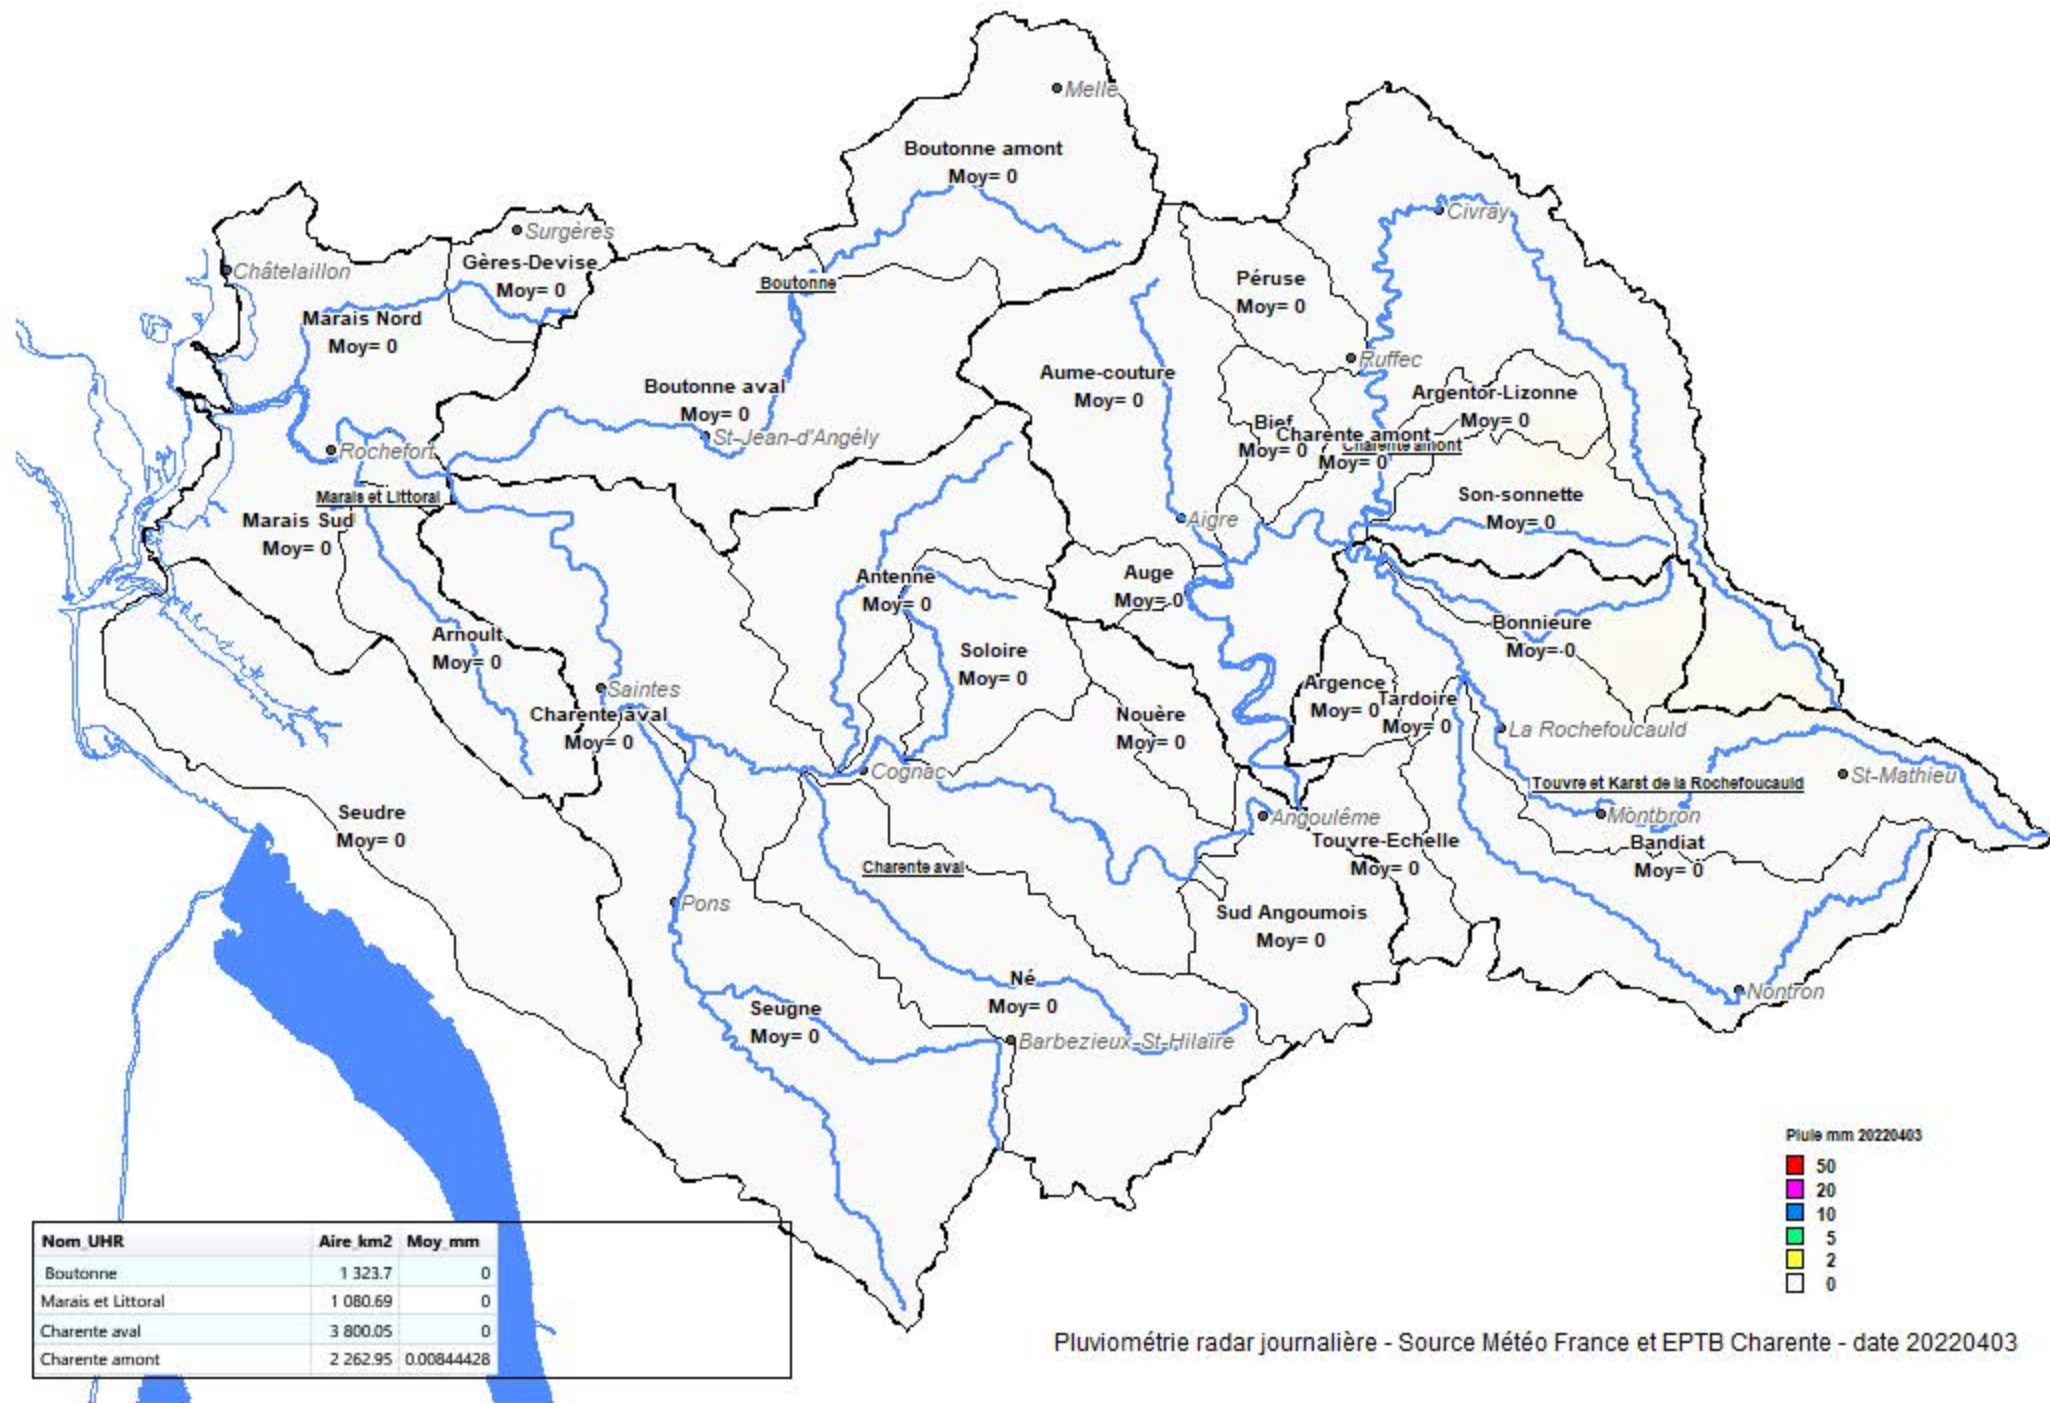 Melle
Boutonne amont
Moy= 0
Civray
Surgères
Châtelaillon
Gères-Devise
Moy= 0
Boutonne
Péruse
Moy= 0
Marais Nord
Moy= 0
Ruffec
Aume-couture
Moy= 0
Boutonne aval
Moy= 0
Argentor-Lizonne
Moy= 0
St-Jean-d'Angély
Bief
Moy= 0
Charente amont
Moy= 0
Charente amont
Rochefort
Marais et Littoral
Son-sonnette
Moy= 0
Marais Sud
Moy= 0
Aigre
Antenne
Moy= 0
Auge
Moy= 0
Bonnieure
Moy= 0
Arnoult
Moy= 0
Soloire
Moy= 0
Saintes
Argence
Moy= 0
Tardoire
Moy= 0
Charente aval
Moy= 0
Nouère
Moy= 0
La Rochefoucauld
Cognac
St-Mathieu
Touvre et Karst de la Rochefoucauld
Seudre
Moy= 0
Angoulême
Montbron
Touvre-Echelle
Moy= 0
Bandiat
Moy= 0
Charente aval
Pons
Sud Angoumois
Moy= 0
Né
Moy= 0
Nontron
Seugne
Moy= 0
Barbezieux-St-Hilaire
Pluie mm 20220403
50
20
10
5
2
0
Nom_UHR Aire_km2 Moy_mm
Boutonne 1 323.7 0
Marais et Littoral 1 080.69 0
Charente aval 3 800.05 0
Charente amont 2 262.95 0.00844428
Pluviométrie radar journalière - Source Météo France et EPTB Charente - date 20220403